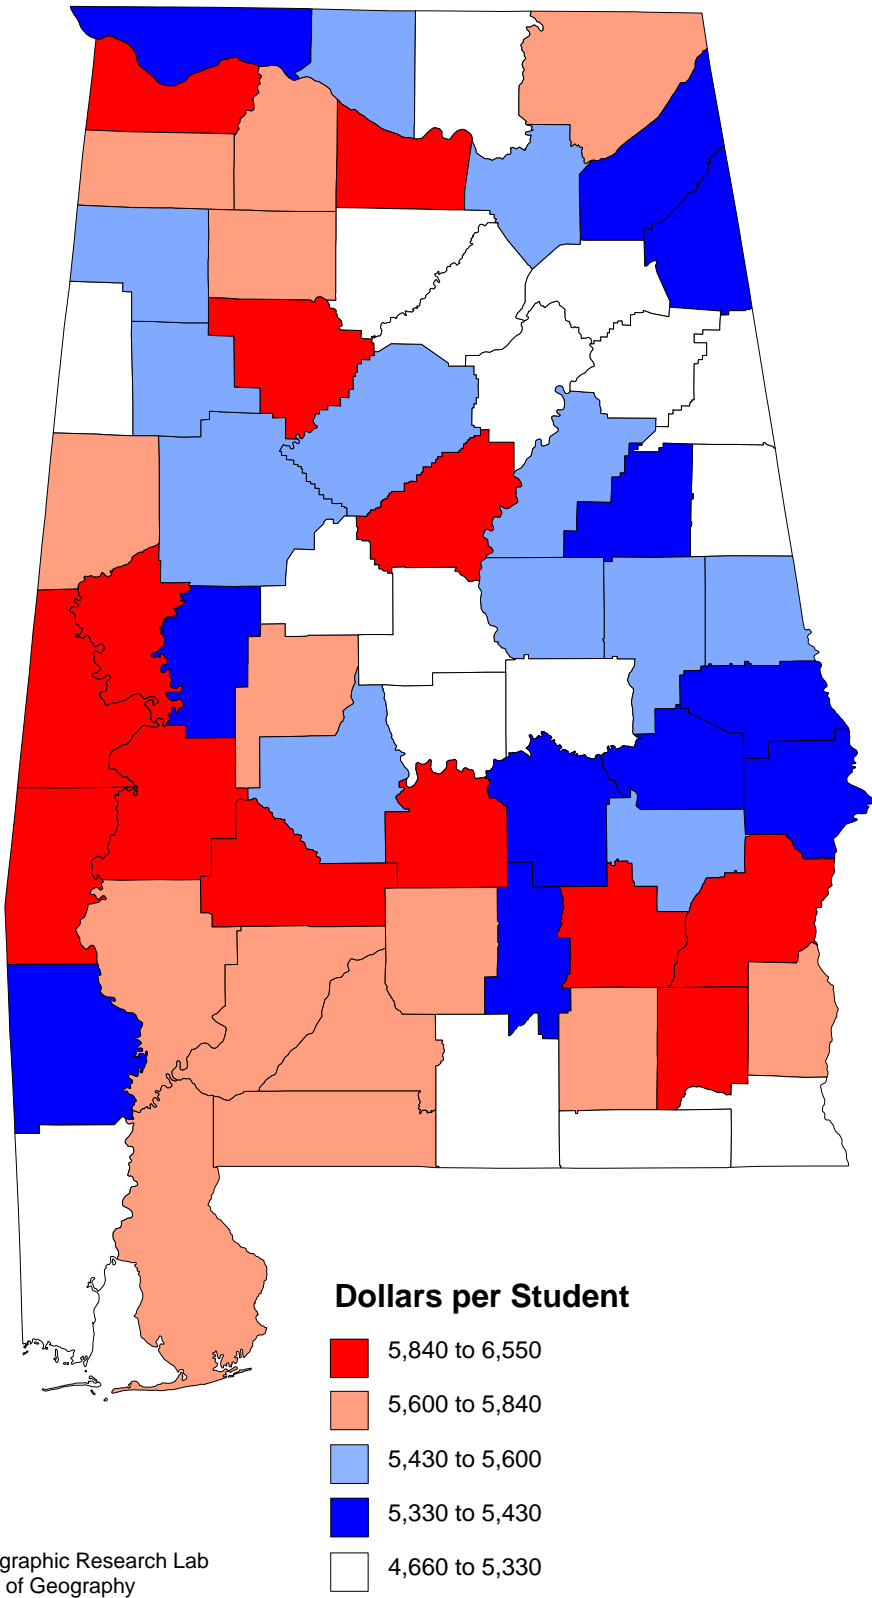 Dollars per Student
5,840 to 6,550
5,600 to 5,840
5,430 to 5,600
5,330 to 5,430
4,660 to 5,330
graphic Research Lab
of Geography